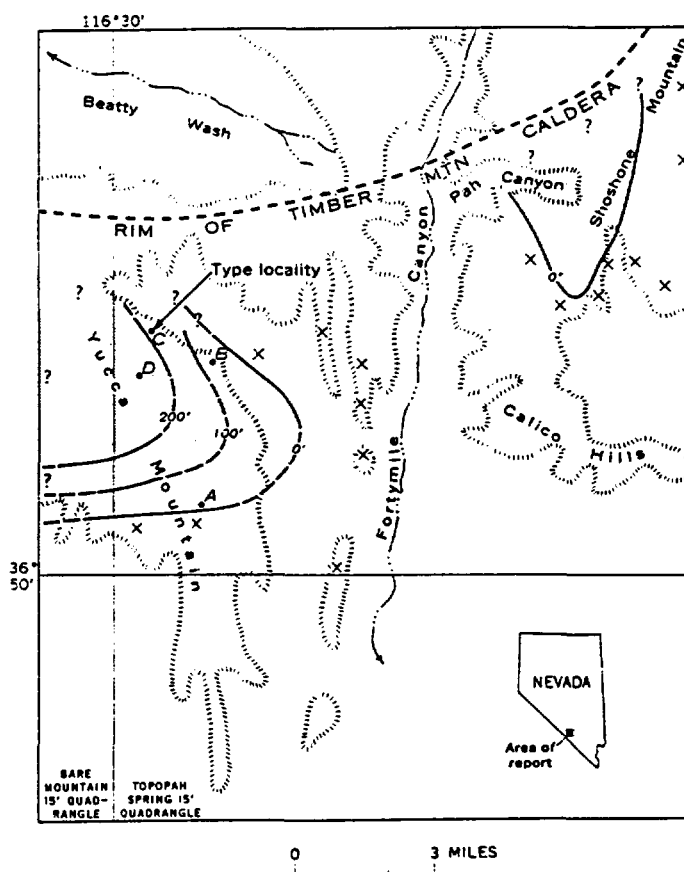 116°30'
Beatty
Wash
RIM OF TIMBER MTN CALDERA
Shoshone Mountain
Pah Canyon
Fortymile Canyon
Type locality
?
?
?
?
?
?
?
C
D
B
A
Yucca Mountain
200'
100'
0
0'
Calico
Hills
36°
50'
NEVADA
Area of
report
BARE
MOUNTAIN
15' QUAD-
RANGLE
TOPOPAH
SPRING 15'
QUADRANGLE
0 3 MILES